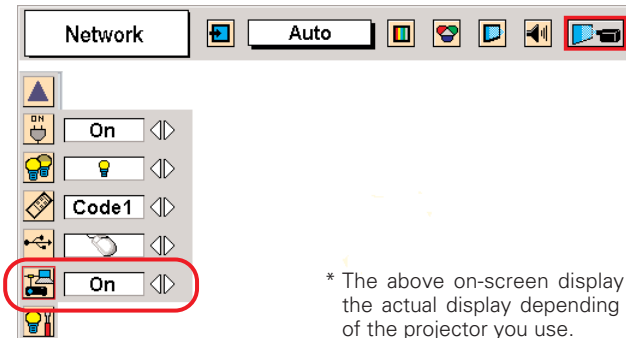 Network
Auto
ON
On
Code1
On
* The above on-screen display
the actual display depending
of the projector you use.